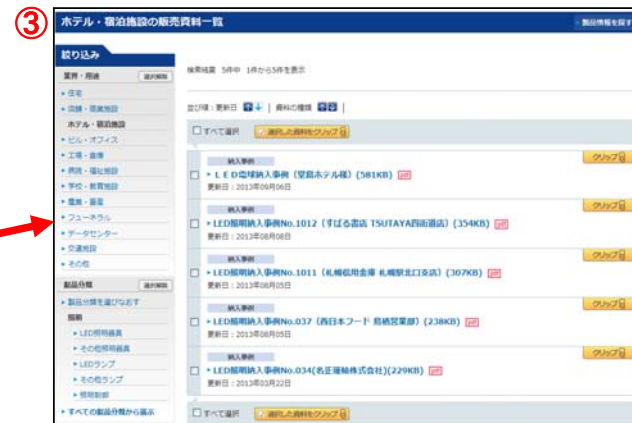 ③
ホテル・宿泊施設の販売資料一覧
製品情報を探す
絞り込み
業界・用途
選択解除
住宅
店舗・商業施設
ホテル・宿泊施設
ビル・オフィス
工場・倉庫
病院・福祉施設
学校・教育施設
農業・畜産
フューネラル
データセンター
交通施設
その他
製品分類
選択解除
製品分類を選びなおす
照明
LED照明器具
その他照明器具
LEDランプ
その他ランプ
照明制御
すべての製品分類から選ぶ
検索結果 5件中 1件から5件を表示
並び順:更新日 | 資料の種類 |
すべて選択 選択した資料をクリップ
納入事例
クリップ
LED電球納入事例(堂島ホテル様)(581KB) pdf
更新日:2013年09月06日
納入事例
クリップ
LED照明納入事例No.1012(すばる書店 TSUTAYA四街道店)(354KB) pdf
更新日:2013年08月08日
納入事例
クリップ
LED照明納入事例No.1011(札幌信用金庫 札幌駅北口支店)(307KB) pdf
更新日:2013年08月05日
納入事例
クリップ
LED照明納入事例No.037(西日本フード 鳥栖営業部)(238KB) pdf
更新日:2013年08月05日
納入事例
クリップ
LED照明納入事例No.034(名正運輸株式会社)(229KB) pdf
更新日:2013年03月22日
すべて選択 選択した資料をクリップ